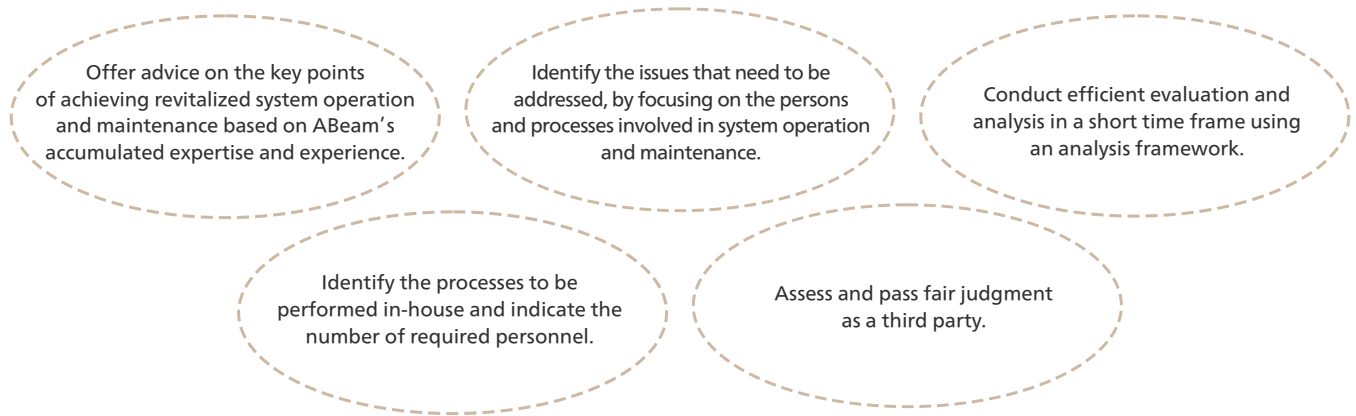 Offer advice on the key points
of achieving revitalized system operation
and maintenance based on ABeam's
accumulated expertise and experience.
Identify the issues that need to be
addressed, by focusing on the persons
and processes involved in system operation
and maintenance.
Conduct efficient evaluation and
analysis in a short time frame using
an analysis framework.
Identify the processes to be
performed in-house and indicate the
number of required personnel.
Assess and pass fair judgment
as a third party.